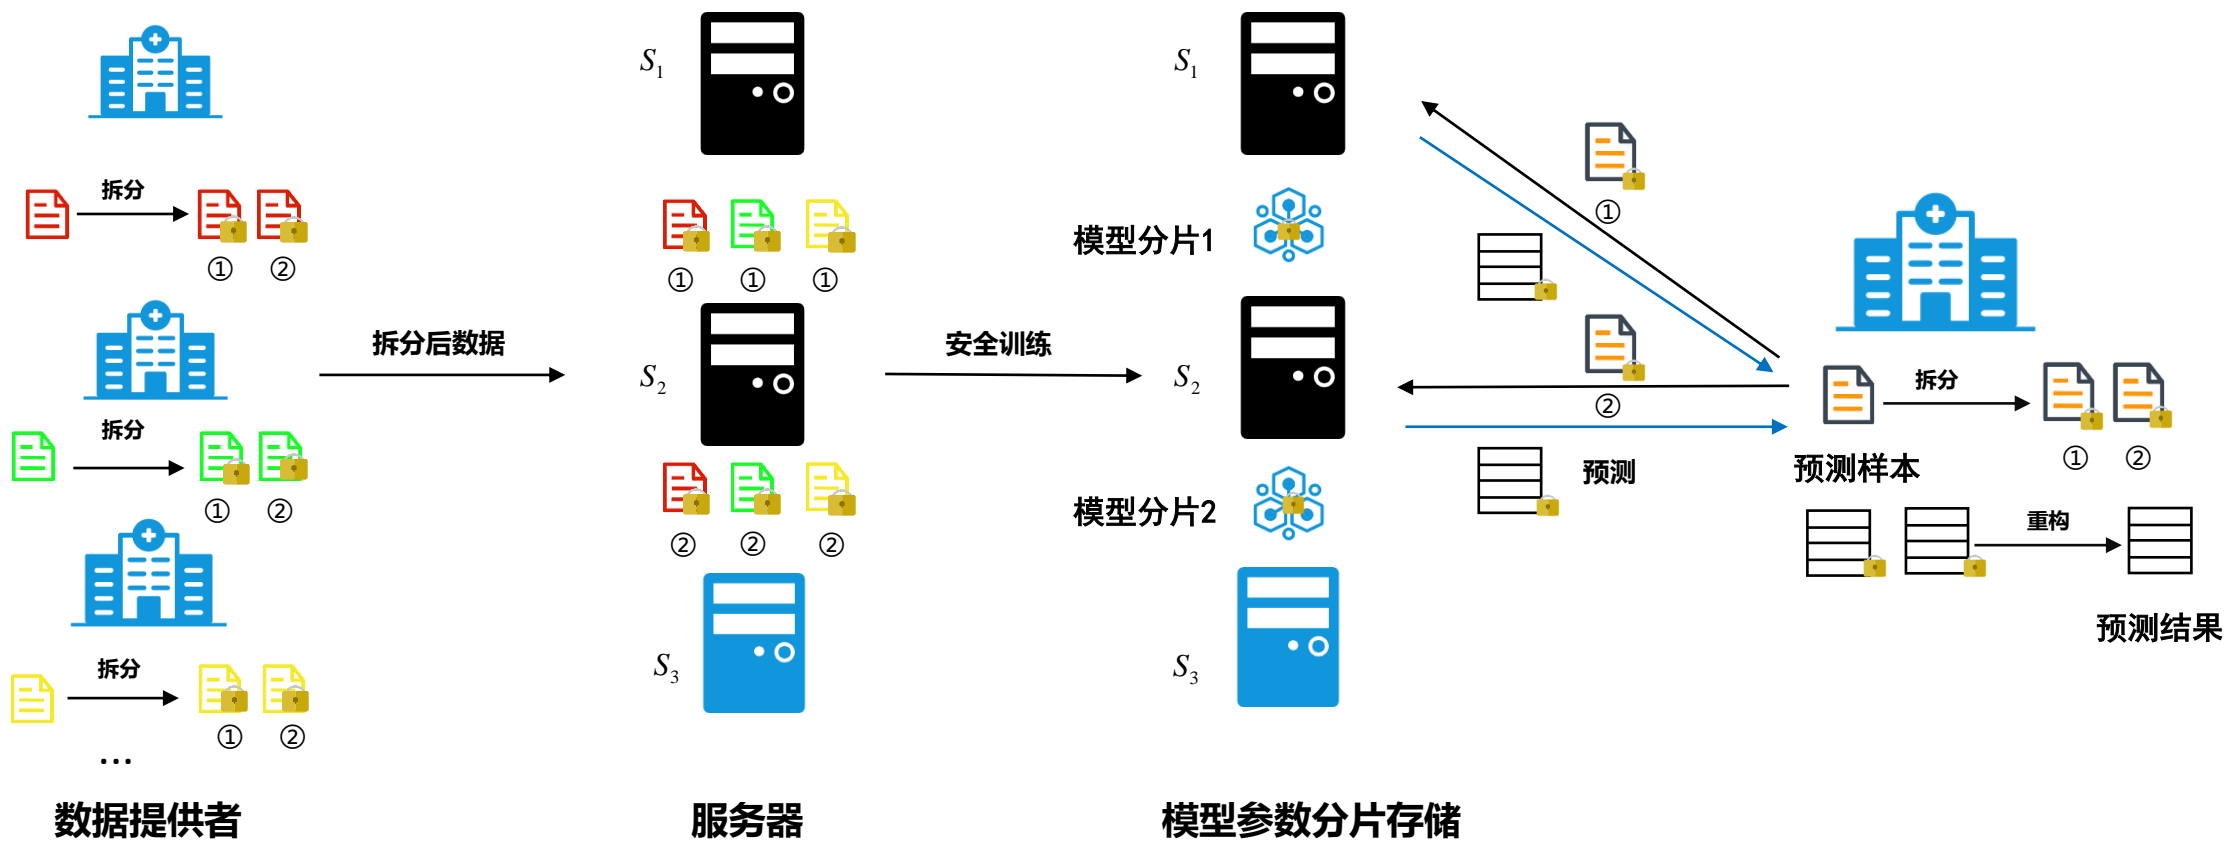 拆分
① ②
拆分
① ②
拆分
① ②
...
数据提供者
拆分后数据
S1
① ① ①
S2
② ② ②
S3
服务器
安全训练
S1
模型分片1
S2
模型分片2
S3
模型参数分片存储
①
②
预测
拆分
预测样本
① ②
重构
预测结果